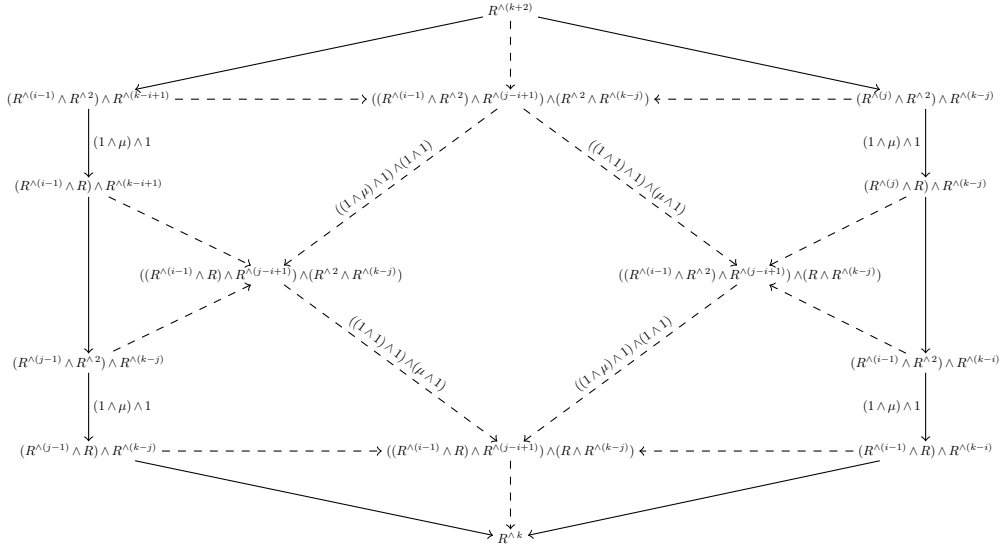 R^∧(k+2)
(R^∧(i−1) ∧ R^∧2) ∧ R^∧(k−i+1) ((R^∧(i−1) ∧ R^∧2) ∧ R^∧(j−i+1)) ∧ (R^∧2 ∧ R^∧(k−j)) (R^∧(j) ∧ R^∧2) ∧ R^∧(k−j)
(1 ∧ μ) ∧ 1 ((1 ∧ μ) ∧ 1) ∧ (1 ∧ 1) ((1 ∧ 1) ∧ 1) ∧ (μ ∧ 1) (1 ∧ μ) ∧ 1
(R^∧(i−1) ∧ R) ∧ R^∧(k−i+1) (R^∧(j) ∧ R) ∧ R^∧(k−j)
((R^∧(i−1) ∧ R) ∧ R^∧(j−i+1)) ∧ (R^∧2 ∧ R^∧(k−j)) ((R^∧(i−1) ∧ R^∧2) ∧ R^∧(j−i+1)) ∧ (R ∧ R^∧(k−j))
((1 ∧ 1) ∧ 1) ∧ (μ ∧ 1) ((1 ∧ μ) ∧ 1) ∧ (1 ∧ 1)
(R^∧(j−1) ∧ R^∧2) ∧ R^∧(k−j) (R^∧(i−1) ∧ R^∧2) ∧ R^∧(k−i)
(1 ∧ μ) ∧ 1 (1 ∧ μ) ∧ 1
(R^∧(j−1) ∧ R) ∧ R^∧(k−j) ((R^∧(i−1) ∧ R) ∧ R^∧(j−i+1)) ∧ (R ∧ R^∧(k−j)) (R^∧(i−1) ∧ R) ∧ R^∧(k−i)
R^∧k